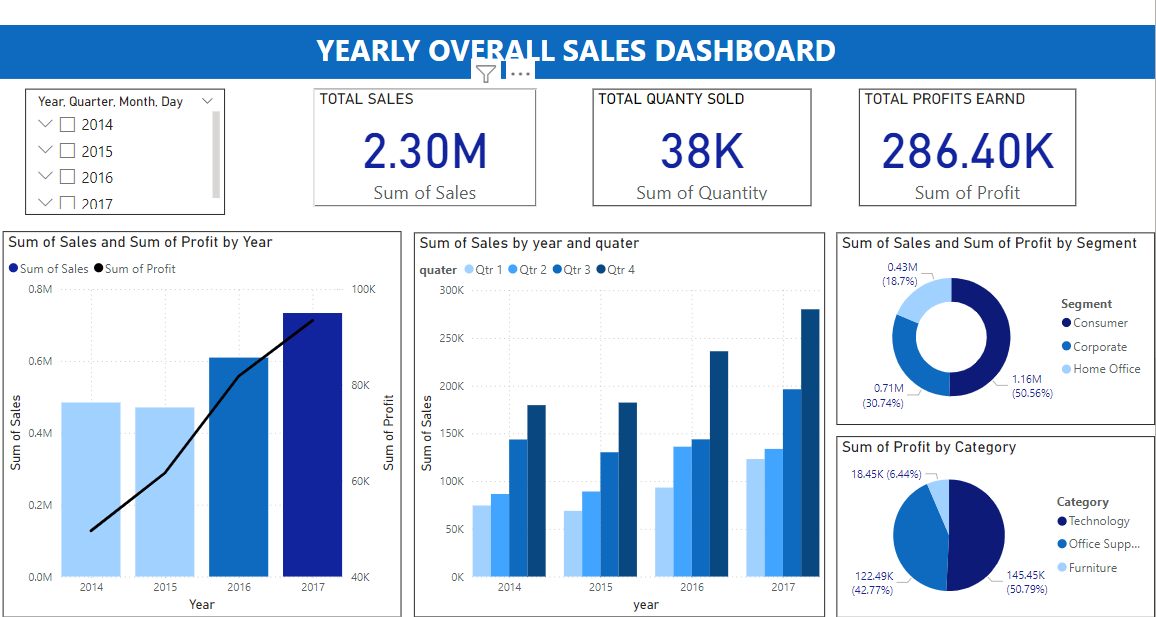 YEARLY OVERALL SALES DASHBOARD
Year, Quarter, Month, Day
2014
2015
2016
2017
TOTAL SALES
2.30M
Sum of Sales
TOTAL QUANTY SOLD
38K
Sum of Quantity
TOTAL PROFITS EARND
286.40K
Sum of Profit
Sum of Sales and Sum of Profit by Year
Sum of Sales Sum of Profit
0.8M
0.6M
0.4M
0.2M
0.0M
Sum of Sales
100K
80K
60K
40K
Sum of Profit
2014 2015 2016 2017
Year
Sum of Sales by year and quater
quater Qtr 1 Qtr 2 Qtr 3 Qtr 4
300K
250K
200K
150K
100K
50K
0K
Sum of Sales
2014 2015 2016 2017
year
Sum of Sales and Sum of Profit by Segment
0.43M
(18.7%)
0.71M
(30.74%)
1.16M
(50.56%)
Segment
Consumer
Corporate
Home Office
Sum of Profit by Category
18.45K (6.44%)
122.49K
(42.77%)
145.45K
(50.79%)
Category
Technology
Office Supp...
Furniture